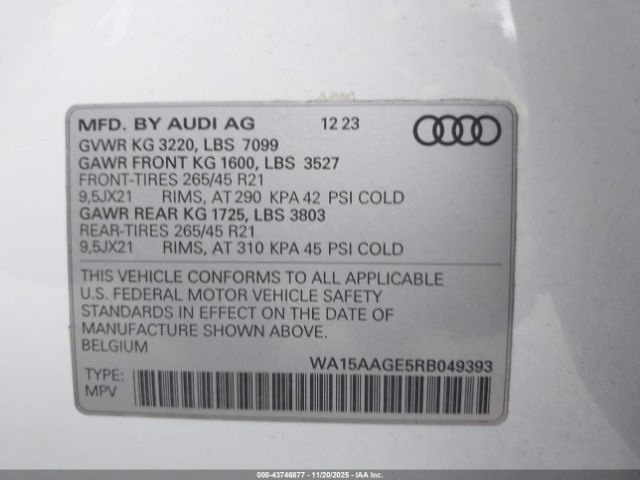 MFD. BY AUDI AG 12 23
GVWR KG 3220, LBS 7099
GAWR FRONT KG 1600, LBS 3527
FRONT-TIRES 265/45 R21
9,5JX21 RIMS, AT 290 KPA 42 PSI COLD
GAWR REAR KG 1725, LBS 3803
REAR-TIRES 265/45 R21
9,5JX21 RIMS, AT 310 KPA 45 PSI COLD
THIS VEHICLE CONFORMS TO ALL APPLICABLE
U.S. FEDERAL MOTOR VEHICLE SAFETY
STANDARDS IN EFFECT ON THE DATE OF
MANUFACTURE SHOWN ABOVE.
BELGIUM WA15AAGE5RB049393
TYPE:
MPV
000-43746877 - 11/20/2025 - IAA Inc.